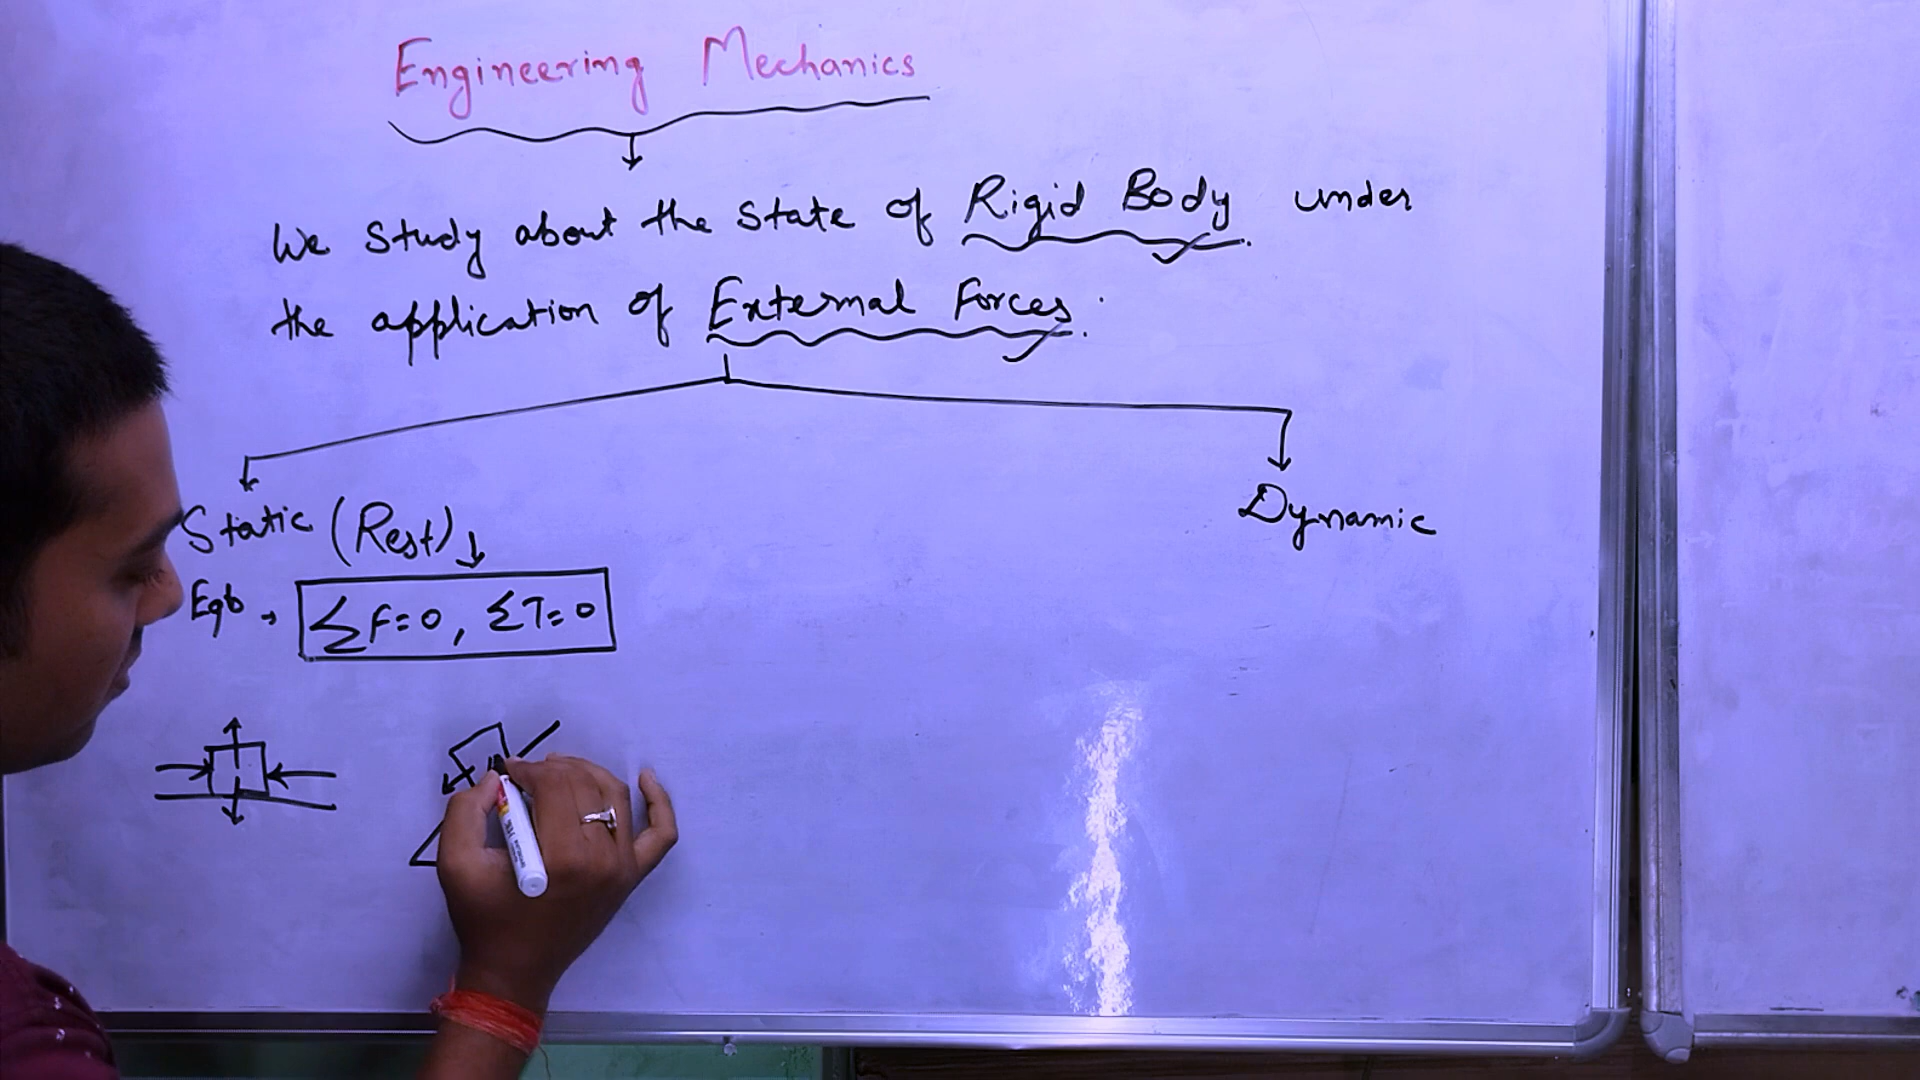 Engineering Mechanics
We study about the state of Rigid Body under
the application of External Forces.
Static (Rest)
Dynamic
Eqb → ΣF=0, ΣT=0